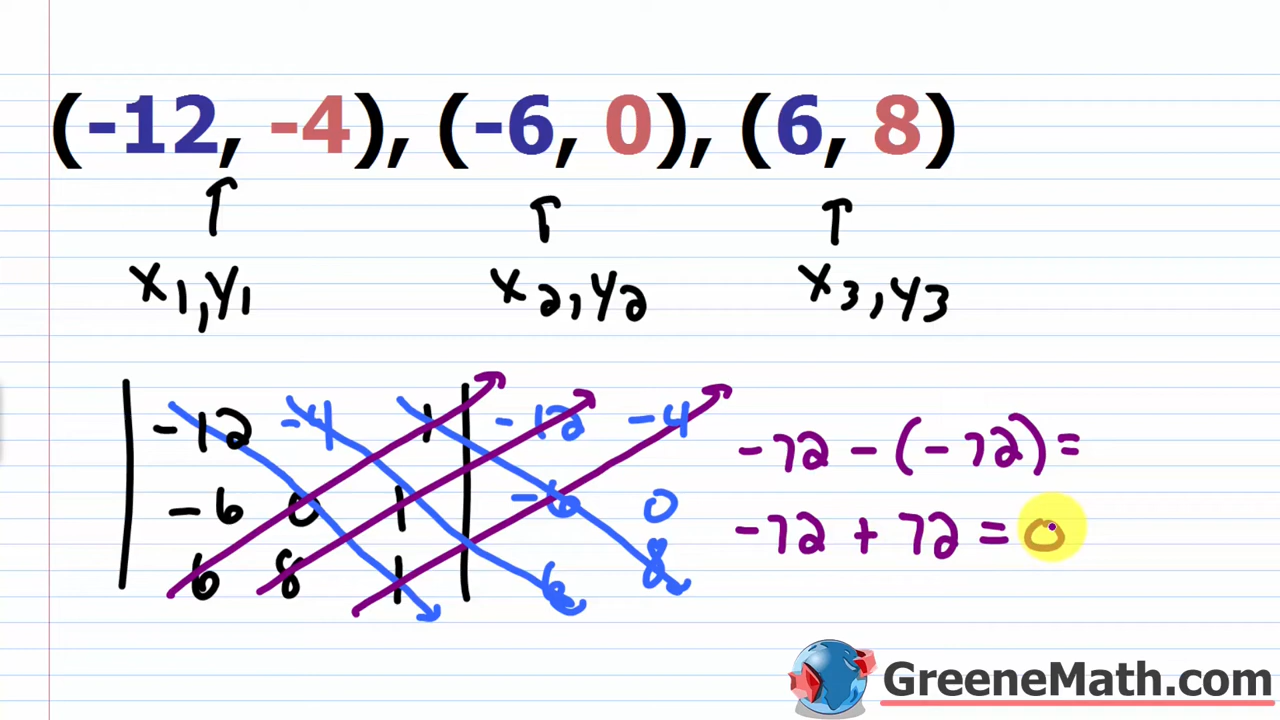 (-12, -4), (-6, 0), (6, 8)
x1,y1 x2,y2 x3,y3
-12 -4 1 -12 -4
-6 0 1 -6 0
6 8 1 6 8
-72 - (-72) =
-72 + 72 = 0
GreeneMath.com